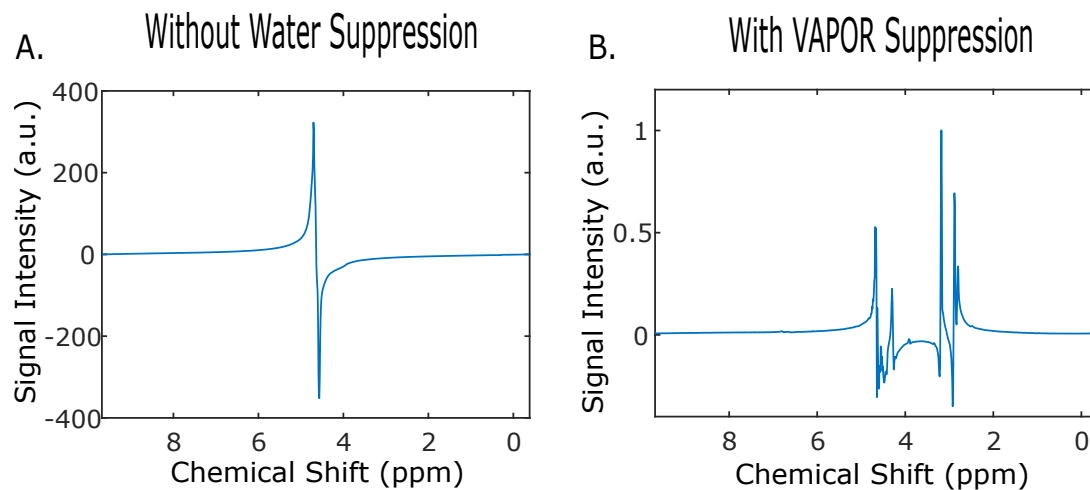 A.
Without Water Suppression
Signal Intensity (a.u.)
400
200
0
-200
-400
8 6 4 2 0
Chemical Shift (ppm)
B.
With VAPOR Suppression
Signal Intensity (a.u.)
1
0.5
0
8 6 4 2 0
Chemical Shift (ppm)